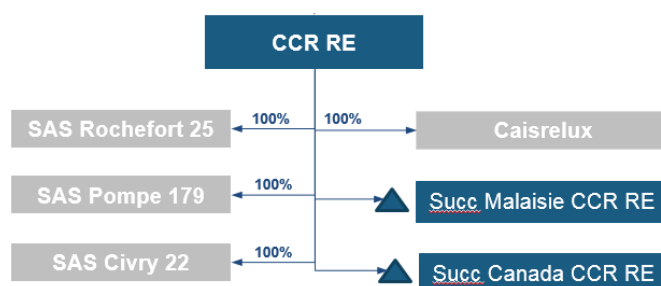 CCR RE
100%
100%
SAS Rochefort 25
Caisrelux
100%
SAS Pompe 179
Succ Malaisie CCR RE
100%
SAS Civry 22
Succ Canada CCR RE